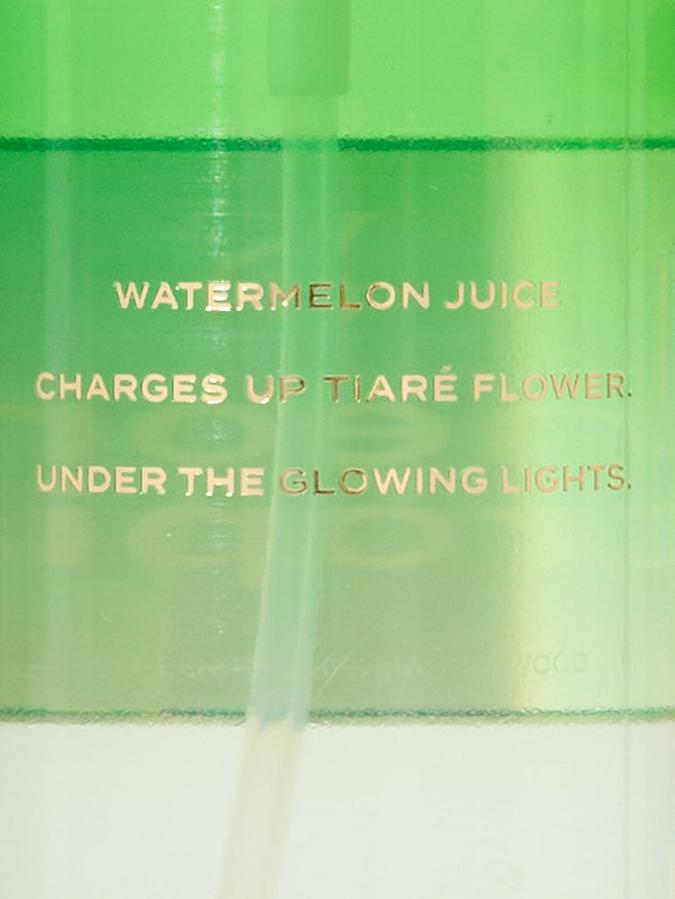 WATERMELON JUICE
CHARGES UP TIARÉ FLOWER.
UNDER THE GLOWING LIGHTS.